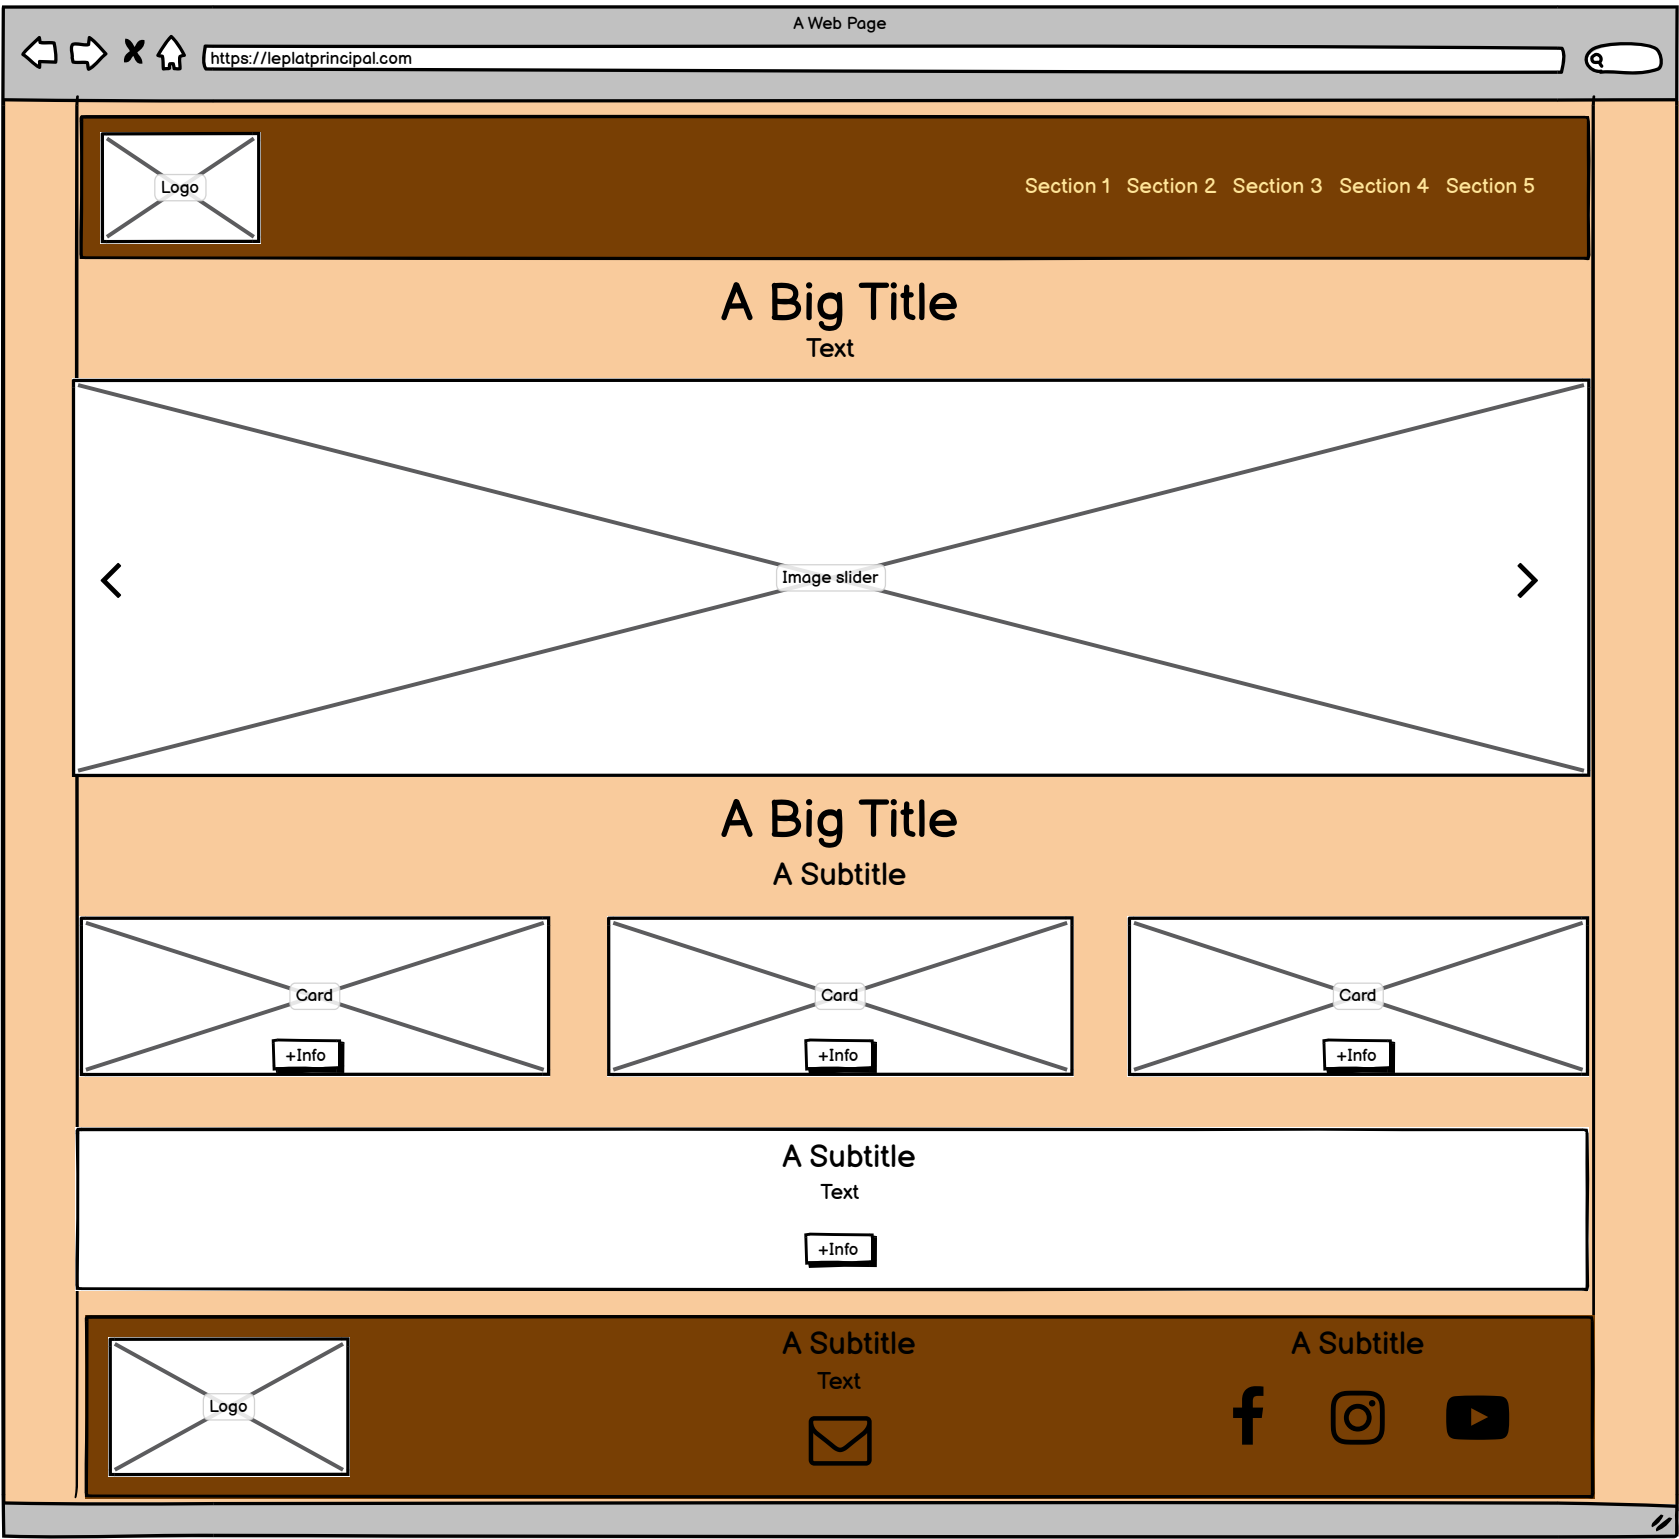 A Web Page
https://leplatprincipal.com
Logo
Section 1 Section 2 Section 3 Section 4 Section 5
A Big Title
Text
Image slider
A Big Title
A Subtitle
Card Card Card
+Info +Info +Info
A Subtitle
Text
+Info
A Subtitle A Subtitle
Text
Logo